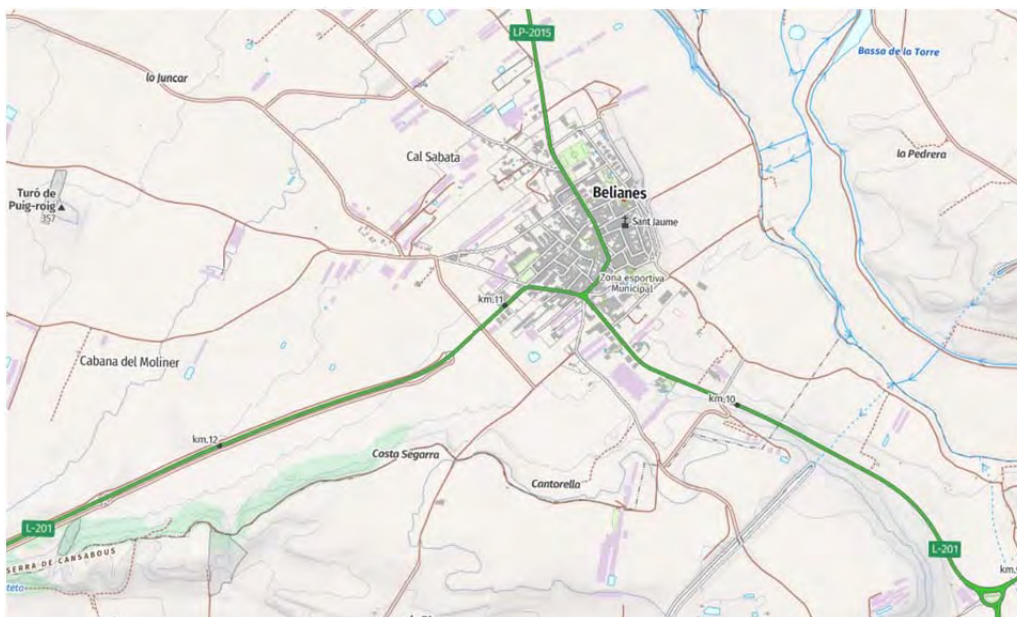 LP-2015
Bassa de la Torre
lo Juncar
Cal Sabata
la Pedrera
Turó de
Puig-roig
357
Belianes
Sant Jaume
Zona esportiva
Municipal
km.11
Cabana del Moliner
km.10
km.12
Costa Segarra
Cantorella
L-201
L-201
SERRA DE CANSABOUS